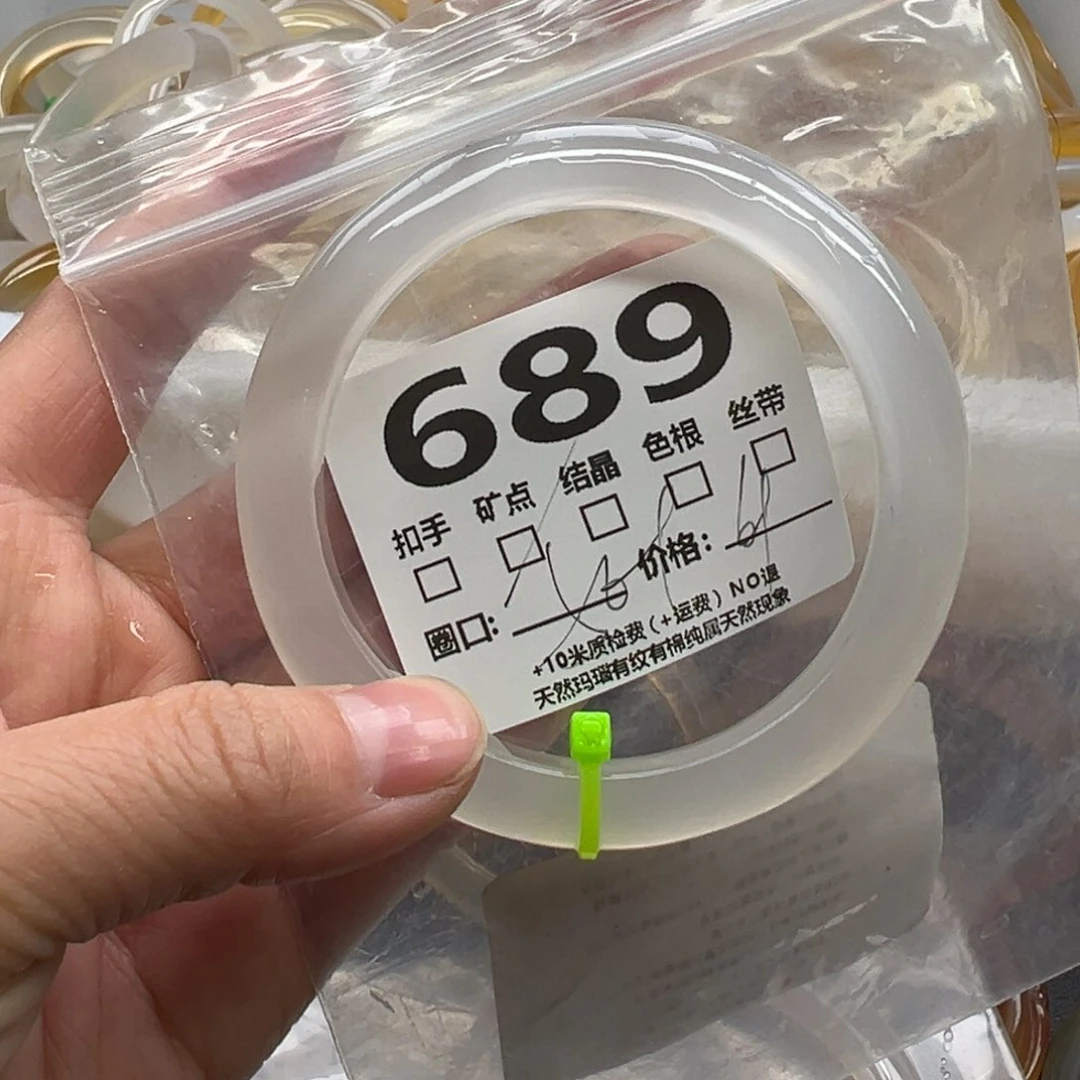 689
扣手 矿点 结晶 色根 丝带
圈口: 价格:
+10米质检费(+运费)NO退
天然玛瑙有纹有棉纯属天然现象